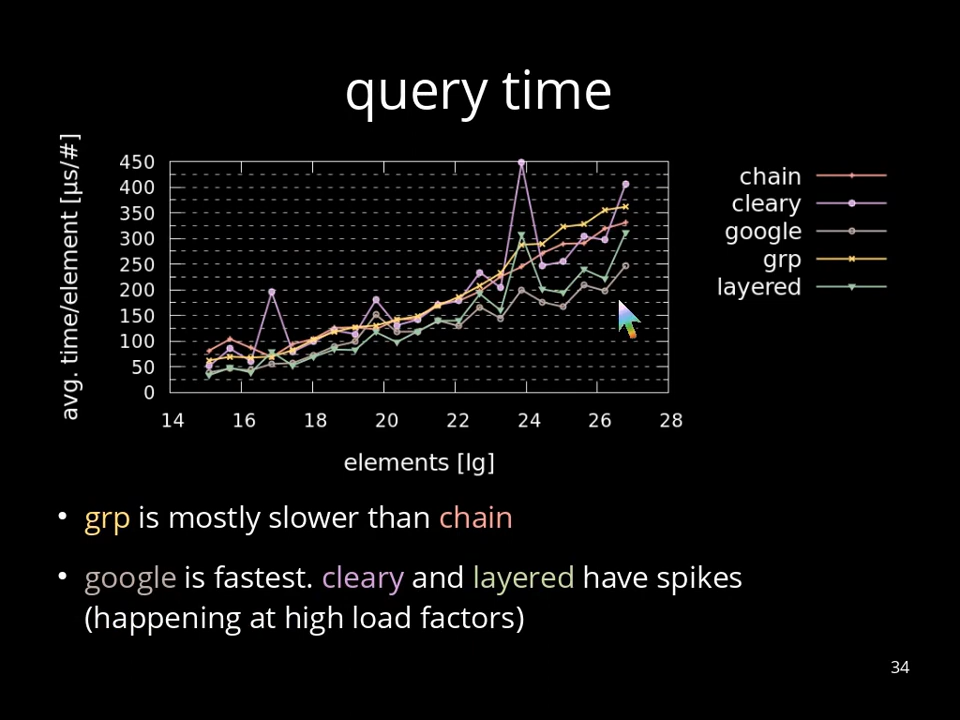 query time
avg. time/element [µs/#]
450
400
350
300
250
200
150
100
50
0
14 16 18 20 22 24 26 28
elements [lg]
chain
cleary
google
grp
layered
• grp is mostly slower than chain
• google is fastest. cleary and layered have spikes
(happening at high load factors)
34